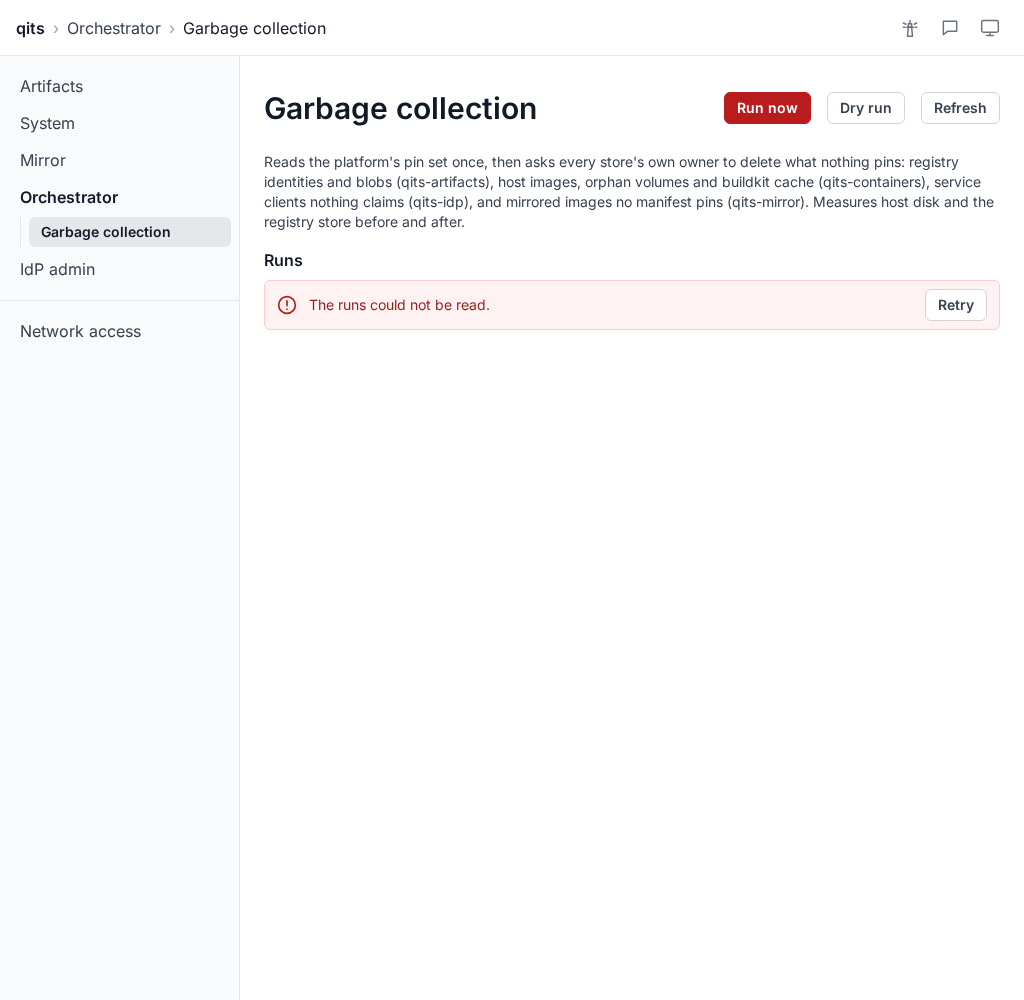 qits › Orchestrator › Garbage collection
Artifacts
System
Mirror
Orchestrator
Garbage collection
IdP admin
Network access
Garbage collection
Run now
Dry run
Refresh
Reads the platform's pin set once, then asks every store's own owner to delete what nothing pins: registry
identities and blobs (qits-artifacts), host images, orphan volumes and buildkit cache (qits-containers), service
clients nothing claims (qits-idp), and mirrored images no manifest pins (qits-mirror). Measures host disk and the
registry store before and after.
Runs
The runs could not be read.
Retry